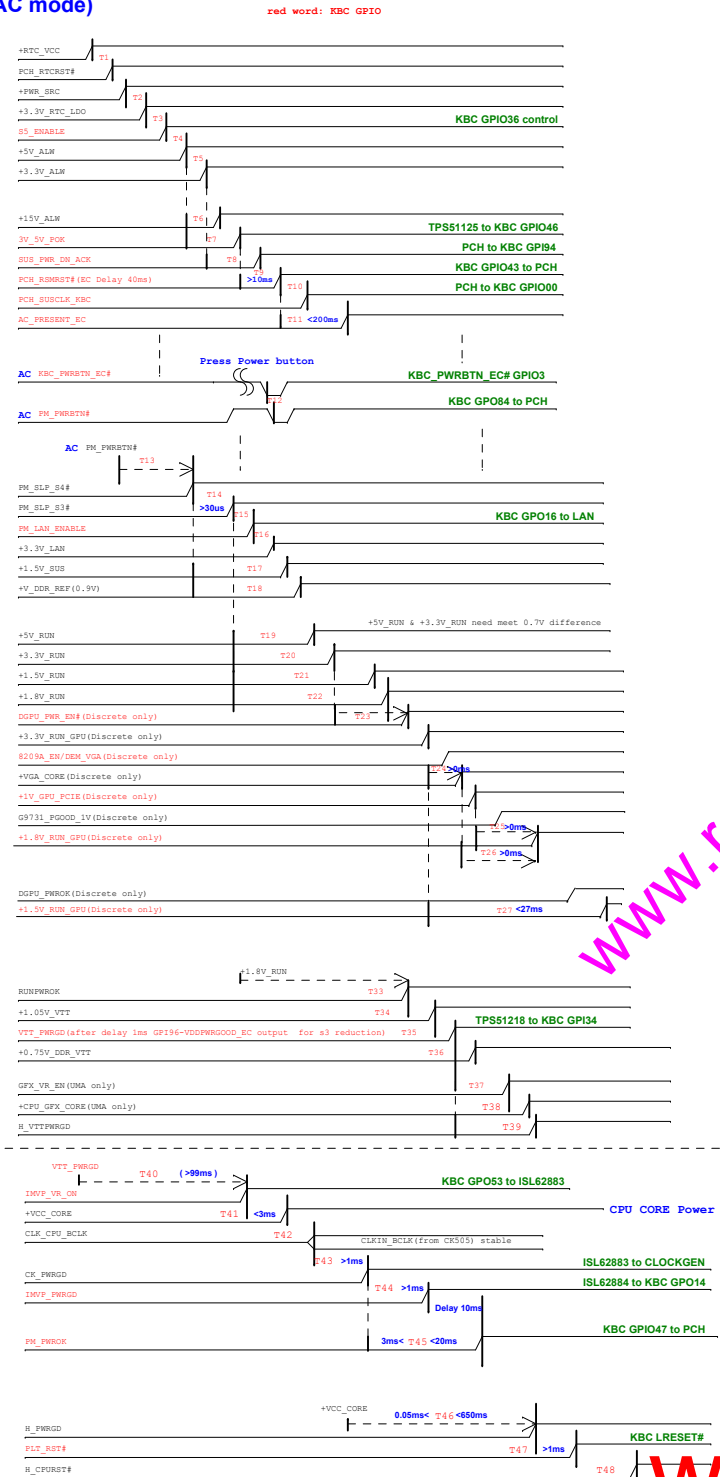 AC mode)
red word: KBC GPIO
+RTC_VCC
T1
PCH_RTCRST#
+PWR_SRC
T2
+3.3V_RTC_LDO
T3
KBC GPIO36 control
S5_ENABLE
T4
+5V_ALW
T5
+3.3V_ALW
+15V_ALW
T6
TPS51125 to KBC GPIO46
3V_5V_POK
T7
PCH to KBC GPI94
SUS_PWR_DN_ACK
T8
T9
KBC GPIO43 to PCH
PCH_RSMRST#(EC Delay 40ms)
>10ms
T10
PCH to KBC GPIO00
PCH_SUSCLK_KBC
AC_PRESENT_EC
T11 <200ms
Press Power button
AC KBC_PWRBTN_EC#
KBC_PWRBTN_EC# GPIO3
T12
KBC GPO84 to PCH
AC PM_PWRBTN#
AC PM_PWRBTN#
T13
PM_SLP_S4#
T14
PM_SLP_S3#
>30us
T15
KBC GPO16 to LAN
PM_LAN_ENABLE
T16
+3.3V_LAN
+1.5V_SUS
T17
+V_DDR_REF(0.9V)
T18
+5V_RUN & +3.3V_RUN need meet 0.7V difference
+5V_RUN
T19
+3.3V_RUN
T20
+1.5V_RUN
T21
+1.8V_RUN
T22
DGPU_PWR_EN#(Discrete only)
T23
+3.3V_RUN_GPU(Discrete only)
8209A_EN/DEM_VGA(Discrete only)
T24 >0ms
+VGA_CORE(Discrete only)
+1V_GPU_PCIE(Discrete only)
G9731_PGOOD_1V(Discrete only)
T25 >0ms
+1.8V_RUN_GPU(Discrete only)
T26 >0ms
DGPU_PWROK(Discrete only)
+1.5V_RUN_GPU(Discrete only)
T27 <27ms
www.r
+1.8V_RUN
RUNPWROK
T33
+1.05V_VTT
T34
TPS51218 to KBC GPI34
VTT_PWRGD(after delay 1ms GPI96-VDDPWRGOOD_EC output for s3 reduction)
T35
+0.75V_DDR_VTT
T36
GFX_VR_EN(UMA only)
T37
+CPU_GFX_CORE(UMA only)
T38
H_VTTPWRGD
T39
VTT_PWRGD
T40
( >99ms )
KBC GPO53 to ISL62883
IMVP_VR_ON
+VCC_CORE
T41 <3ms
CPU CORE Power
CLK_CPU_BCLK
T42
CLKIN_BCLK(from CK505) stable
T43 >1ms
ISL62883 to CLOCKGEN
CK_PWRGD
T44 >1ms
ISL62884 to KBC GPO14
IMVP_PWRGD
Delay 10ms
KBC GPIO47 to PCH
PM_PWROK
3ms< T45 <20ms
+VCC_CORE
0.05ms< T46 <650ms
H_PWRGD
KBC LRESET#
PLT_RST#
T47 >1ms
H_CPURST#
T48